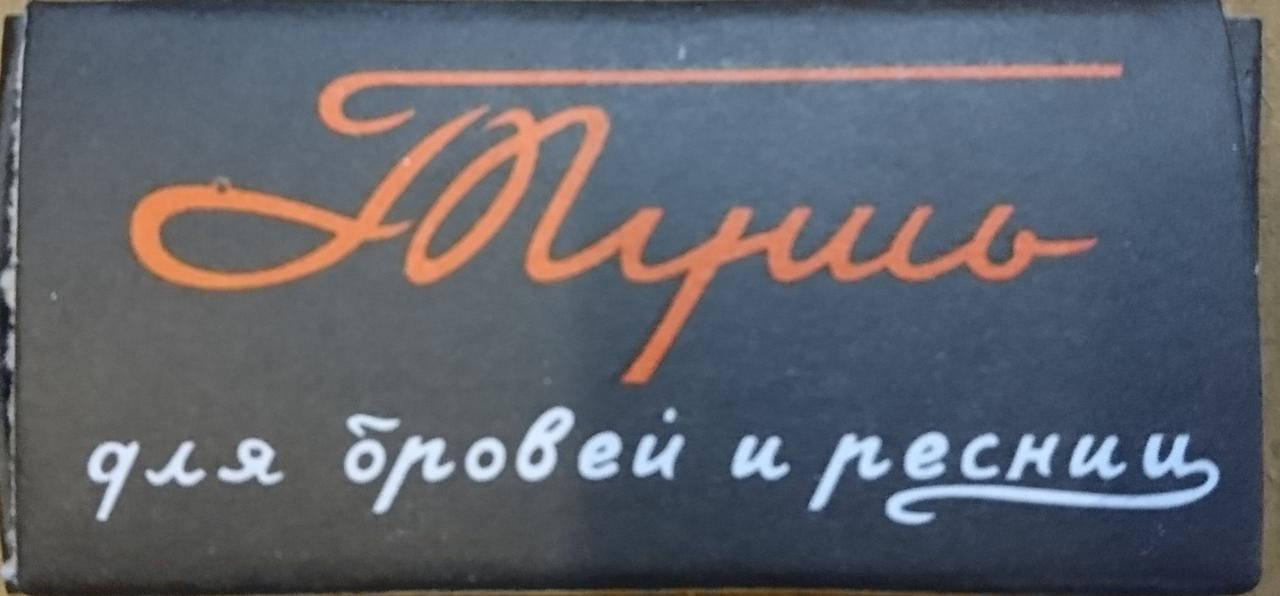 Тушь
для бровей и ресниц